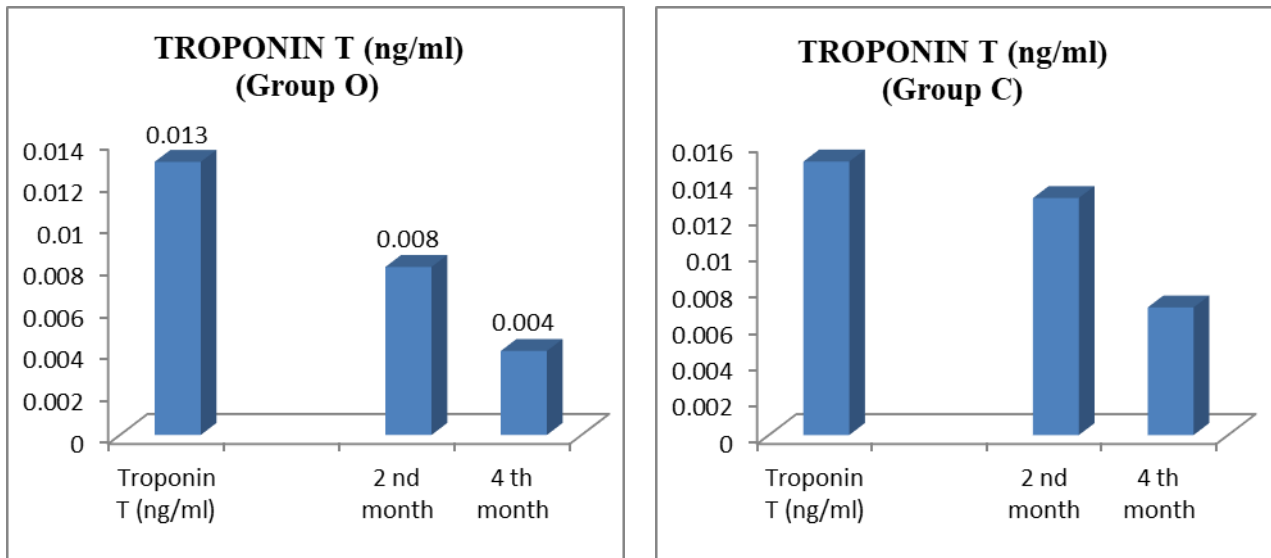 TROPONIN T (ng/ml)
(Group O)
0.013
0.008
0.004
0.014
0.012
0.01
0.008
0.006
0.004
0.002
0
Troponin
T (ng/ml)
2 nd
month
4 th
month
TROPONIN T (ng/ml)
(Group C)
0.016
0.014
0.012
0.01
0.008
0.006
0.004
0.002
0
Troponin
T (ng/ml)
2 nd
month
4 th
month